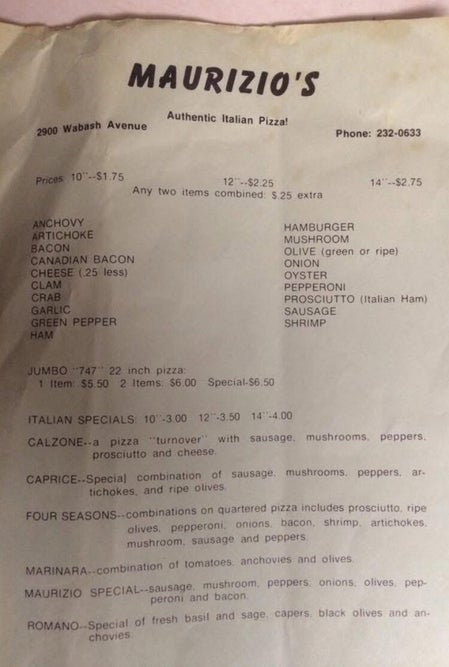 MAURIZIO'S
Authentic Italian Pizza!
2900 Wabash Avenue
Phone: 232-0633
Prices 10"--$1.75 12"--$2.25 14"--$2.75
Any two items combined: $.25 extra
ANCHOVY
ARTICHOKE
BACON
CANADIAN BACON
CHEESE (.25 less)
CLAM
CRAB
GARLIC
GREEN PEPPER
HAM
HAMBURGER
MUSHROOM
OLIVE (green or ripe)
ONION
OYSTER
PEPPERONI
PROSCIUTTO (Italian Ham)
SAUSAGE
SHRIMP
JUMBO "747" 22 inch pizza:
1 Item: $5.50 2 Items: $6.00 Special-$6.50
ITALIAN SPECIALS: 10"-3.00 12"-3.50 14"-4.00
CALZONE--a pizza "turnover" with sausage, mushrooms, peppers,
prosciutto and cheese.
CAPRICE--Special combination of sausage, mushrooms, peppers, ar-
tichokes, and ripe olives.
FOUR SEASONS--combinations on quartered pizza includes prosciutto, ripe
olives, pepperoni, onions, bacon, shrimp, artichokes,
mushroom, sausage and peppers.
MARINARA--combination of tomatoes, anchovies and olives.
MAURIZIO SPECIAL--sausage, mushroom, peppers, onions, olives, pep-
peroni and bacon.
ROMANO--Special of fresh basil and sage, capers, black olives and an-
chovies.